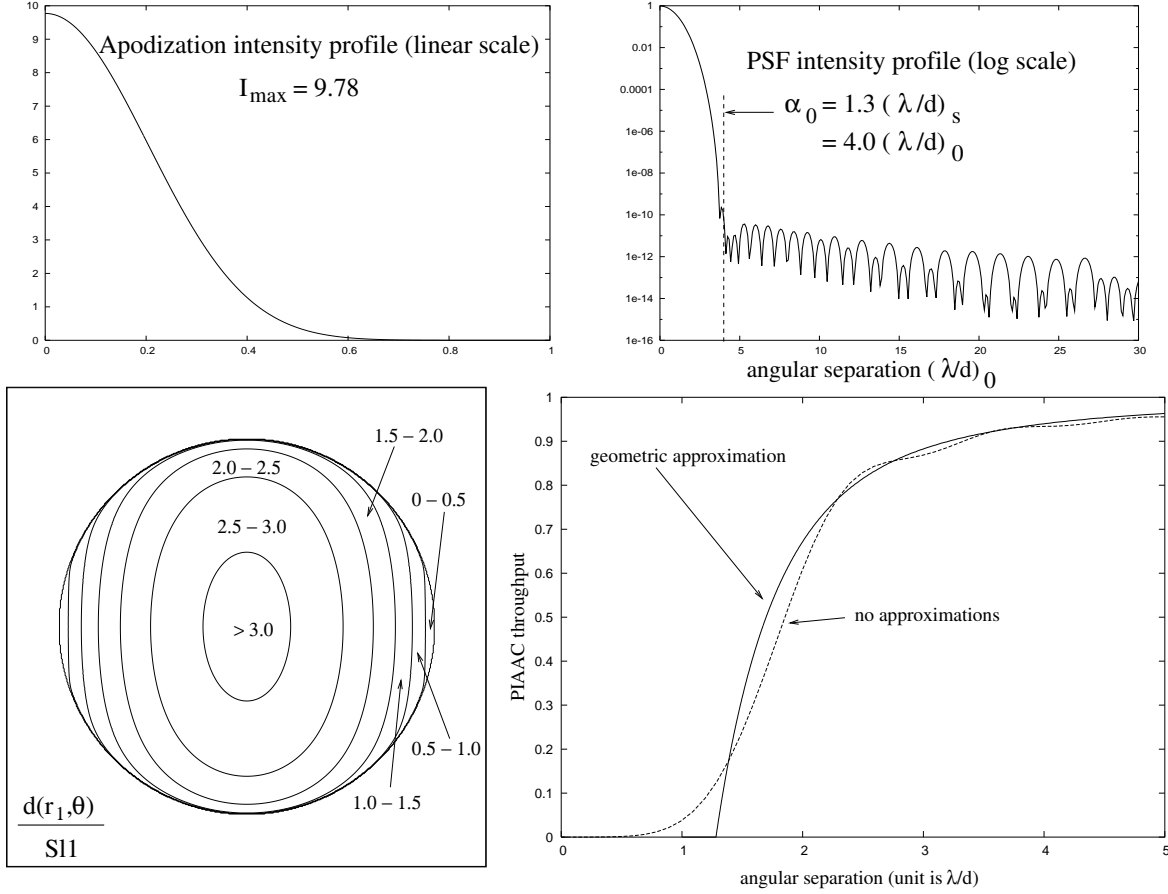 10
9
8
7
6
5
4
3
2
1
0
0
0.2
0.4
0.6
0.8
1
Apodization intensity profile (linear scale)
I max = 9.78
1
0.01
0.0001
1e-06
1e-08
1e-10
1e-12
1e-14
1e-16
0
5
10
15
20
25
30
PSF intensity profile (log scale)
α 0 = 1.3 ( λ/d) s
= 4.0 ( λ/d) 0
angular separation ( λ/d) 0
1.5 – 2.0
2.0 – 2.5
0 – 0.5
2.5 – 3.0
> 3.0
0.5 – 1.0
1.0 – 1.5
d(r 1 ,θ)
Sl1
1
0.9
0.8
0.7
0.6
0.5
0.4
0.3
0.2
0.1
0
0
1
2
3
4
5
geometric approximation
no approximations
PIAAC throughput
angular separation (unit is λ/d)